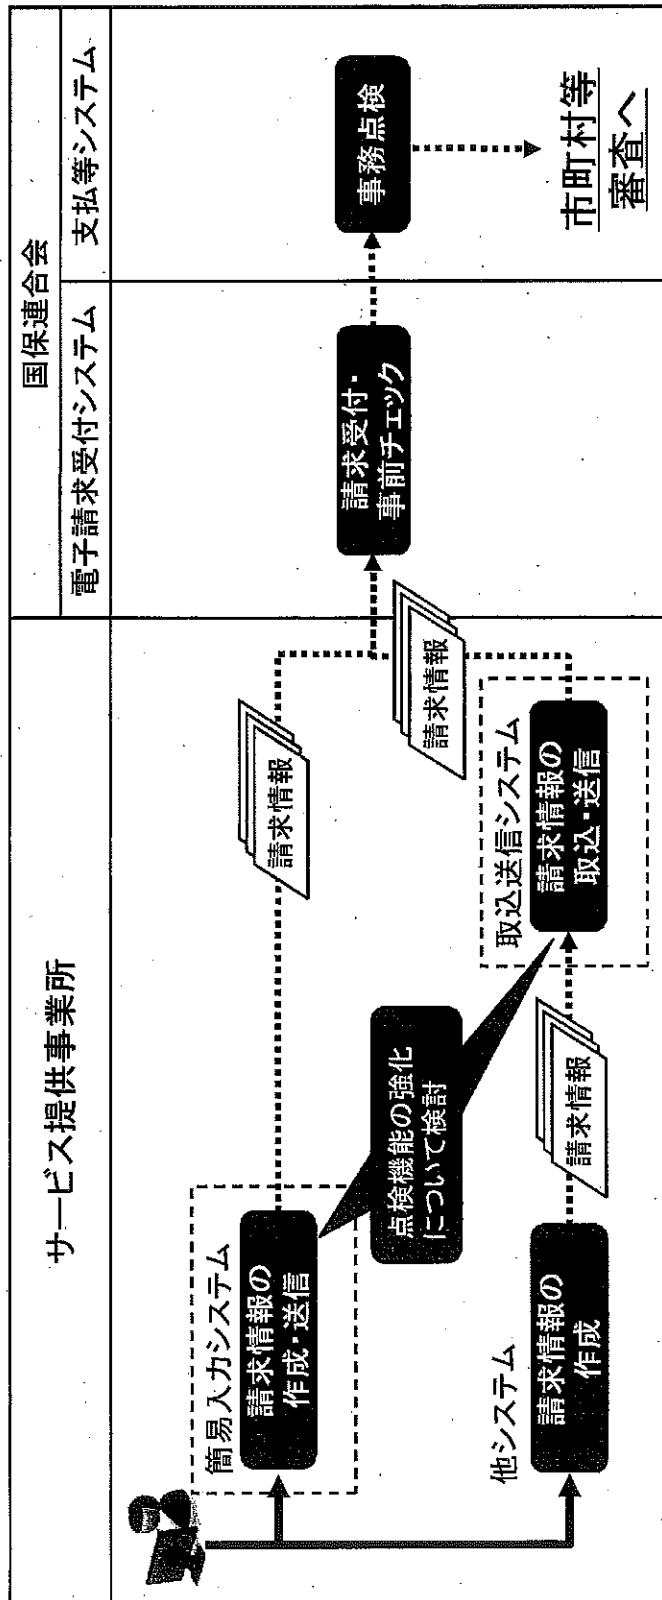 サービス提供事業所
国保連合会
電子請求受付システム
支払等システム
簡易入力システム
請求情報の
作成・送信
請求情報
点検機能の強化
について検討
他システム
請求情報の
作成
請求情報
取込送信システム
請求情報の
取込・送信
請求情報
請求受付・
事前チェック
事務点検
市町村等
審査へ